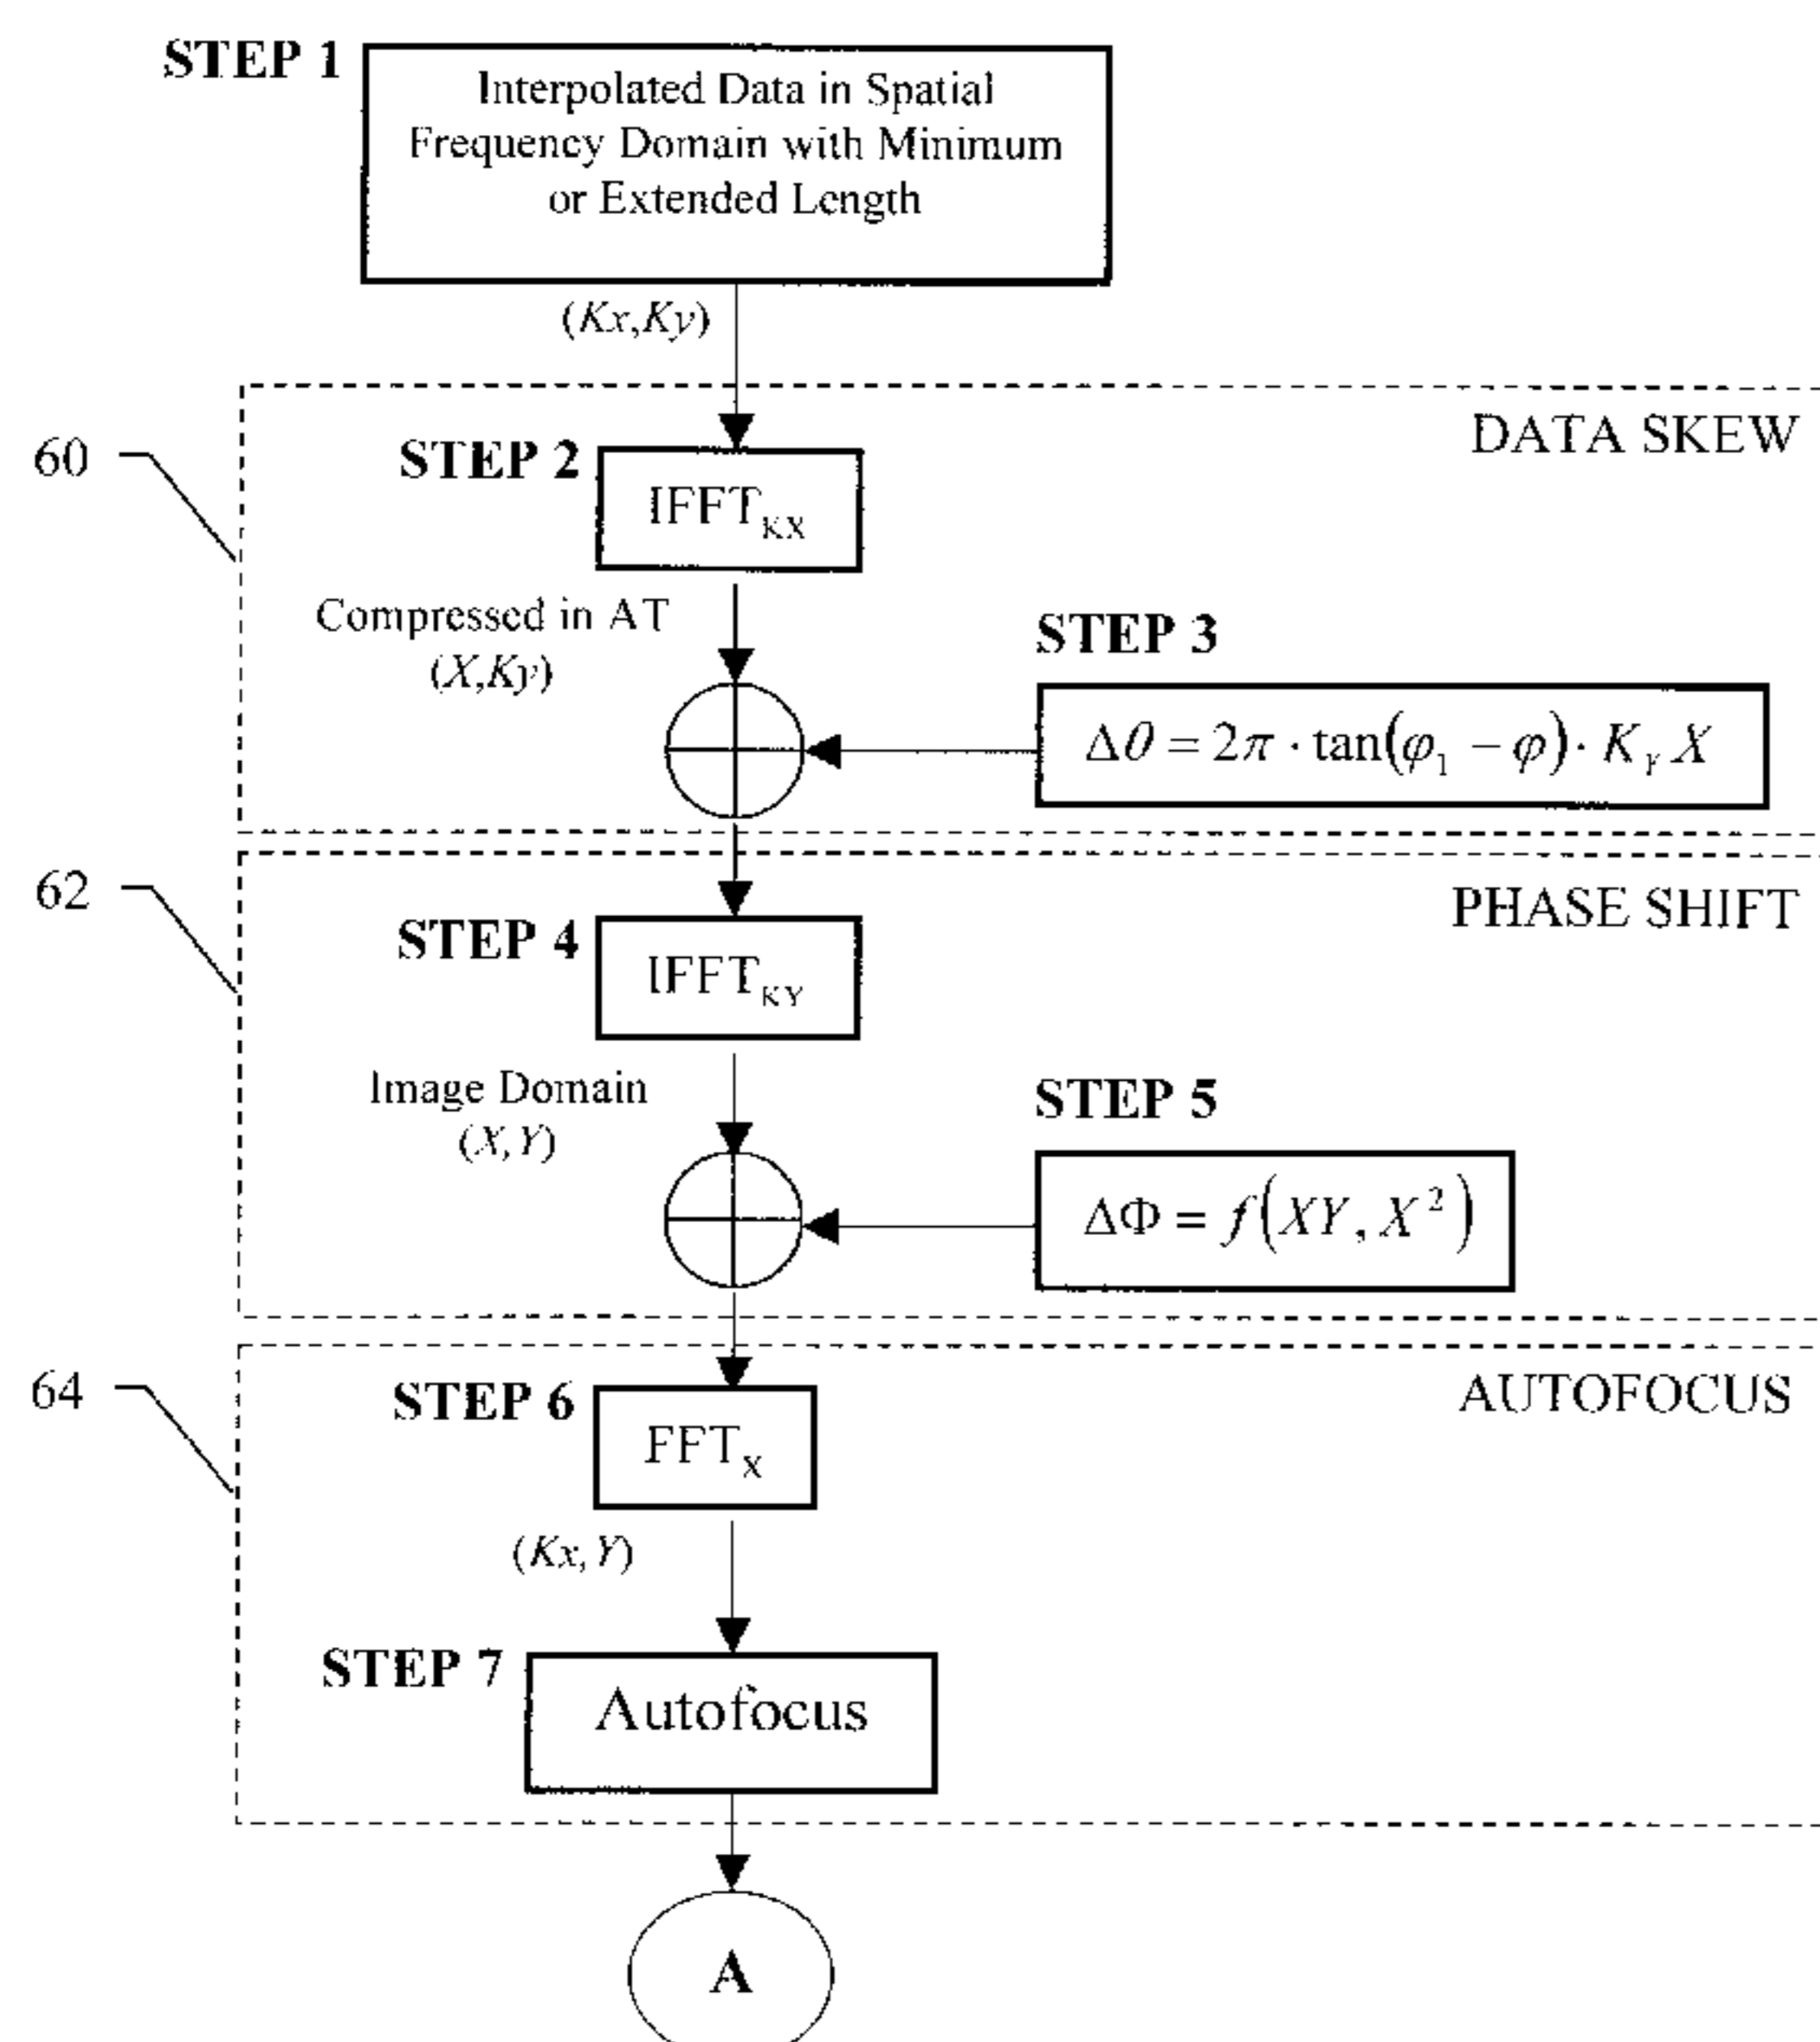 STEP 1
Interpolated Data in Spatial
Frequency Domain with Minimum
or Extended Length
(Kx,Ky)
60
DATA SKEW
STEP 2
IFFT_KX
Compressed in AT
(X,Ky)
STEP 3
Δθ = 2π · tan(φ₁ − φ) · K_Y X
62
PHASE SHIFT
STEP 4
IFFT_KY
Image Domain
(X,Y)
STEP 5
ΔΦ = f(XY, X²)
64
AUTOFOCUS
STEP 6
FFT_X
(Kx,Y)
STEP 7
Autofocus
A